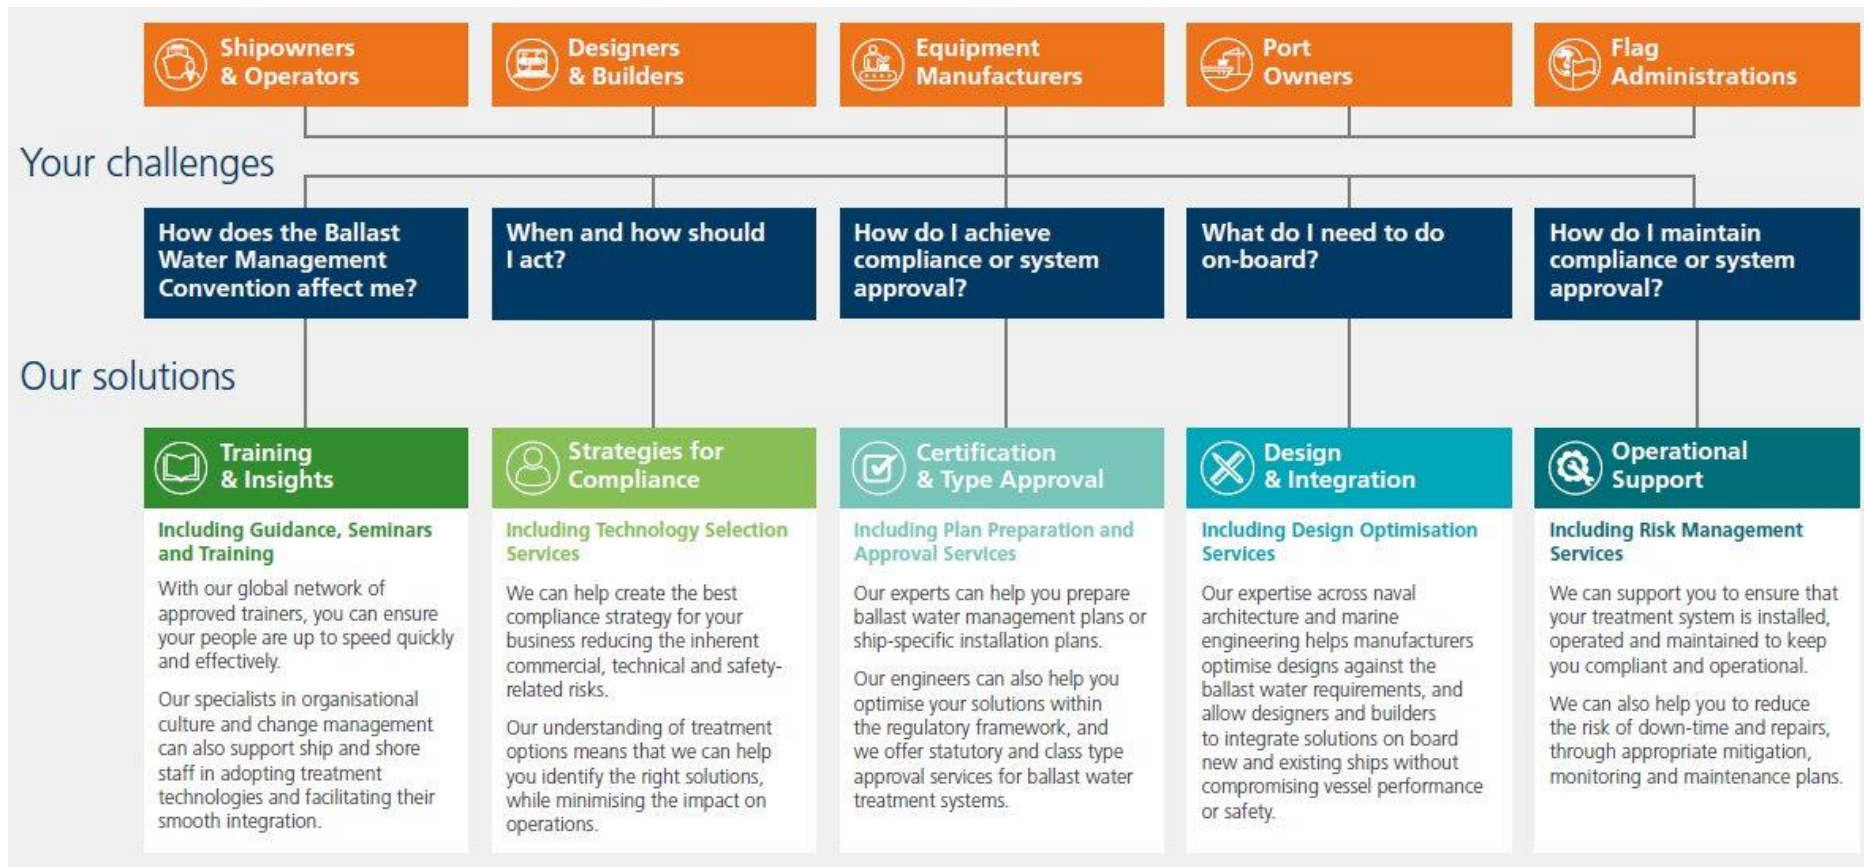 Shipowners
& Operators
Designers
& Builders
Equipment
Manufacturers
Port
Owners
Flag
Administrations
Your challenges
How does the Ballast
Water Management
Convention affect me?
When and how should
I act?
How do I achieve
compliance or system
approval?
What do I need to do
on-board?
How do I maintain
compliance or system
approval?
Our solutions
Training
& Insights
Including Guidance, Seminars
and Training
With our global network of
approved trainers, you can ensure
your people are up to speed quickly
and effectively.
Our specialists in organisational
culture and change management
can also support ship and shore
staff in adopting treatment
technologies and facilitating their
smooth integration.
Strategies for
Compliance
Including Technology Selection
Services
We can help create the best
compliance strategy for your
business reducing the inherent
commercial, technical and safety-
related risks.
Our understanding of treatment
options means that we can help
you identify the right solutions,
while minimising the impact on
operations.
Certification
& Type Approval
Including Plan Preparation and
Approval Services
Our experts can help you prepare
ballast water management plans or
ship-specific installation plans.
Our engineers can also help you
optimise your solutions within
the regulatory framework, and
we offer statutory and class type
approval services for ballast water
treatment systems.
Design
& Integration
Including Design Optimisation
Services
Our expertise across naval
architecture and marine
engineering helps manufacturers
optimise designs against the
ballast water requirements, and
allow designers and builders
to integrate solutions on board
new and existing ships without
compromising vessel performance
or safety.
Operational
Support
Including Risk Management
Services
We can support you to ensure that
your treatment system is installed,
operated and maintained to keep
you compliant and operational.
We can also help you to reduce
the risk of down-time and repairs,
through appropriate mitigation,
monitoring and maintenance plans.